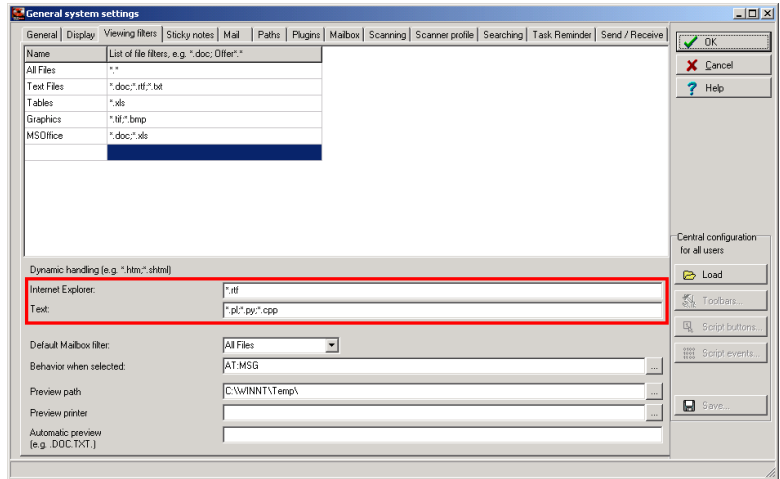 General system settings
General Display Viewing filters Sticky notes Mail Paths Plugins Mailbox Scanning Scanner profile Searching Task Reminder Send / Receive
Name List of file filters, e.g. *.doc; Offer*.*
All Files *.*
Text Files *.doc;*.rtf;*.txt
Tables *.xls
Graphics *.tif;*.bmp
MSOffice *.doc;*.xls
OK
Cancel
? Help
Central configuration
for all users
Load
Toolbars...
Script buttons...
Script events...
Save...
Dynamic handling (e.g. *.htm;*.shtml)
Internet Explorer: *.rtf
Text: *.pl;*.py;*.cpp
Default Mailbox filter: All Files
Behavior when selected: AT:MSG ...
Preview path C:\WINNT\Temp\ ...
Preview printer ...
Automatic preview
(e.g. .DOC.TXT.)